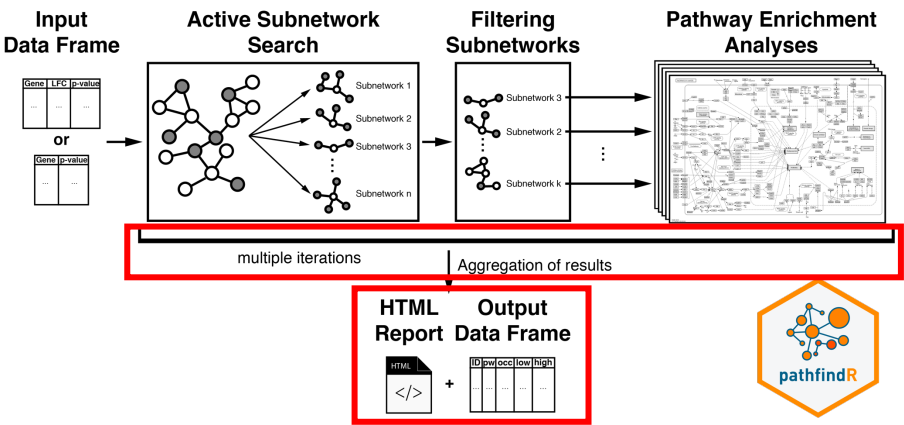 Input
Data Frame
Active Subnetwork
Search
Filtering
Subnetworks
Pathway Enrichment
Analyses
Gene LFC p-value
... ... ...
or
Gene p-value
... ...
Subnetwork 1
Subnetwork 2
Subnetwork 3
Subnetwork n
Subnetwork 3
Subnetwork 2
Subnetwork k
multiple iterations
Aggregation of results
HTML
Report
Output
Data Frame
HTML
</>
+
ID pw occ low high
... ... ... ... ...
pathfindR